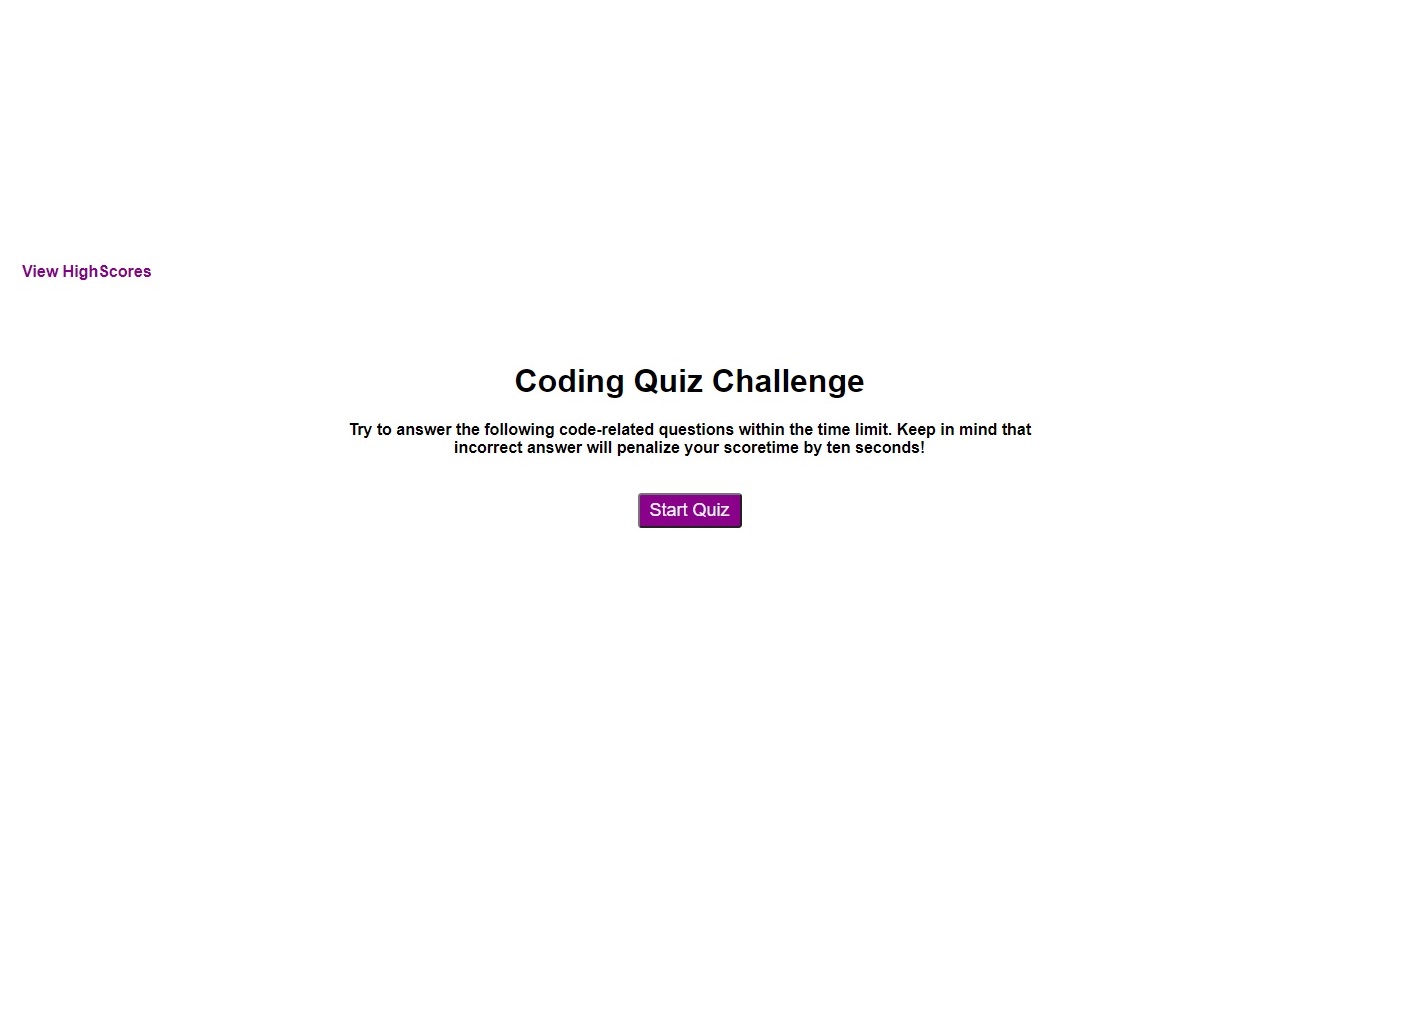 View HighScores
Coding Quiz Challenge
Try to answer the following code-related questions within the time limit. Keep in mind that
incorrect answer will penalize your scoretime by ten seconds!
Start Quiz